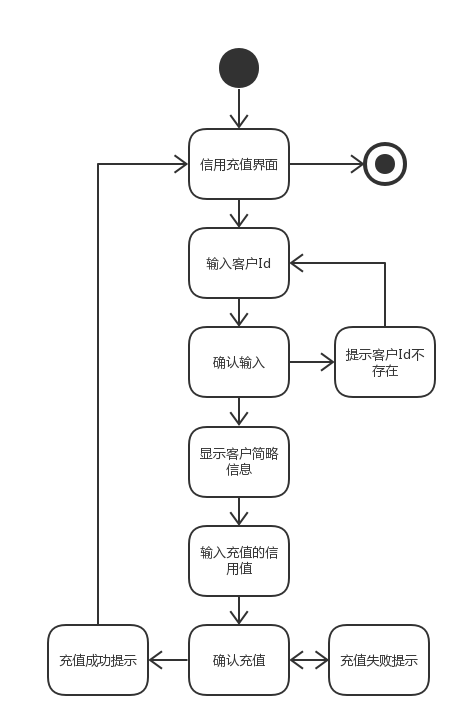 信用充值界面
输入客户Id
确认输入
提示客户Id不
存在
显示客户简略
信息
输入充值的信
用值
充值成功提示
确认充值
充值失败提示